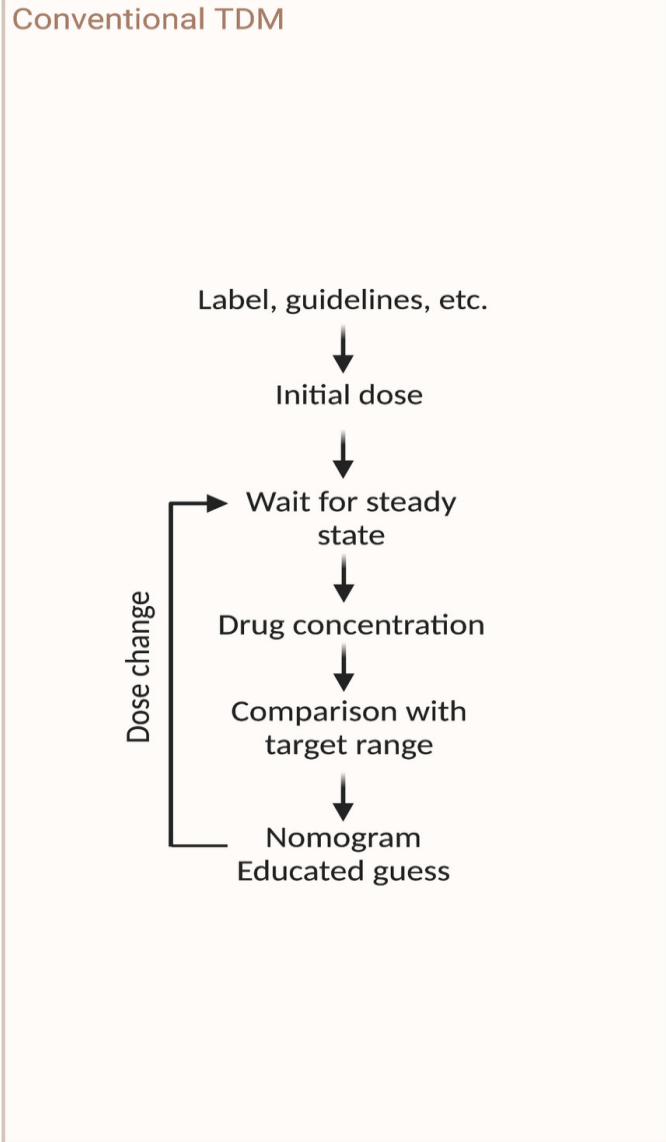 Conventional TDM
Label, guidelines, etc.
Initial dose
Wait for steady
state
Drug concentration
Comparison with
target range
Nomogram
Educated guess
Dose change